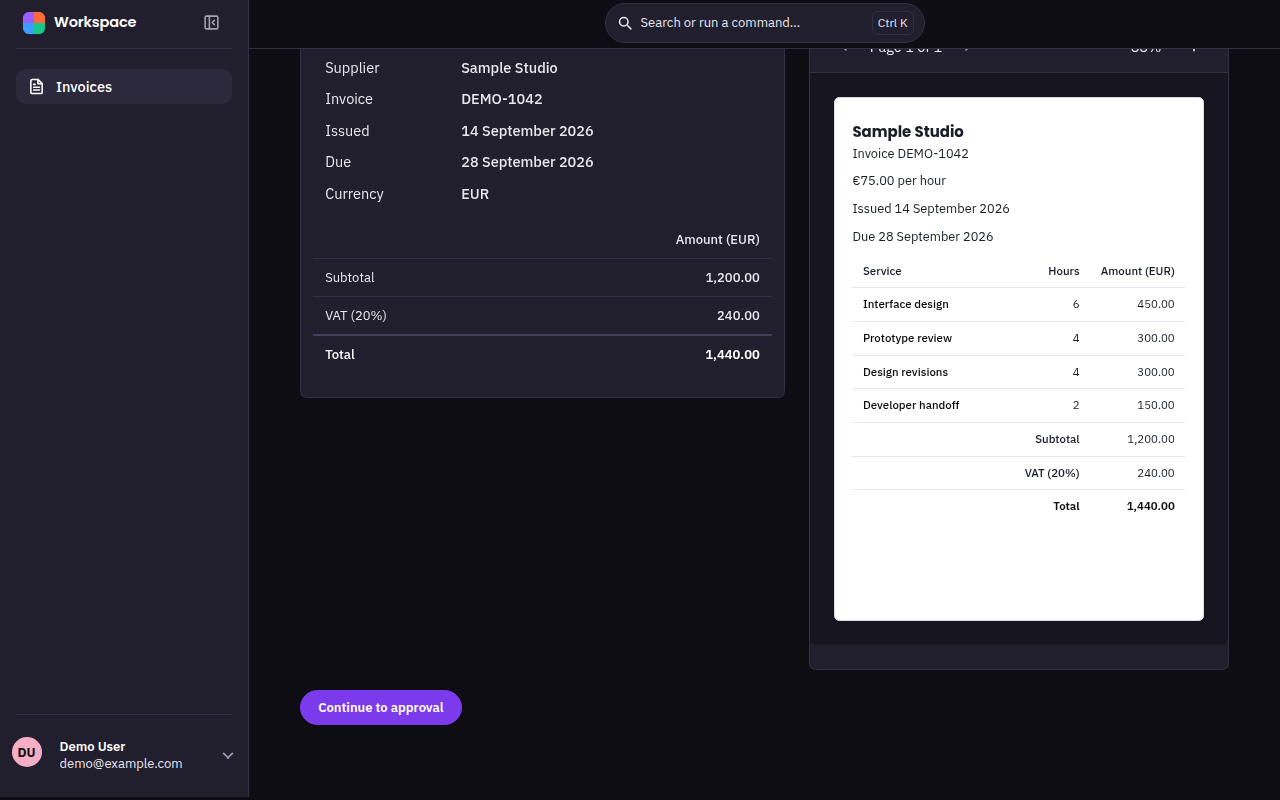 Workspace
Search or run a command...
Ctrl K
Invoices
Demo User
demo@example.com
DU
Supplier Sample Studio
Invoice DEMO-1042
Issued 14 September 2026
Due 28 September 2026
Currency EUR
Amount (EUR)
Subtotal 1,200.00
VAT (20%) 240.00
Total 1,440.00
Continue to approval
Page 1 of 1
Sample Studio
Invoice DEMO-1042
€75.00 per hour
Issued 14 September 2026
Due 28 September 2026
Service Hours Amount (EUR)
Interface design 6 450.00
Prototype review 4 300.00
Design revisions 4 300.00
Developer handoff 2 150.00
Subtotal 1,200.00
VAT (20%) 240.00
Total 1,440.00